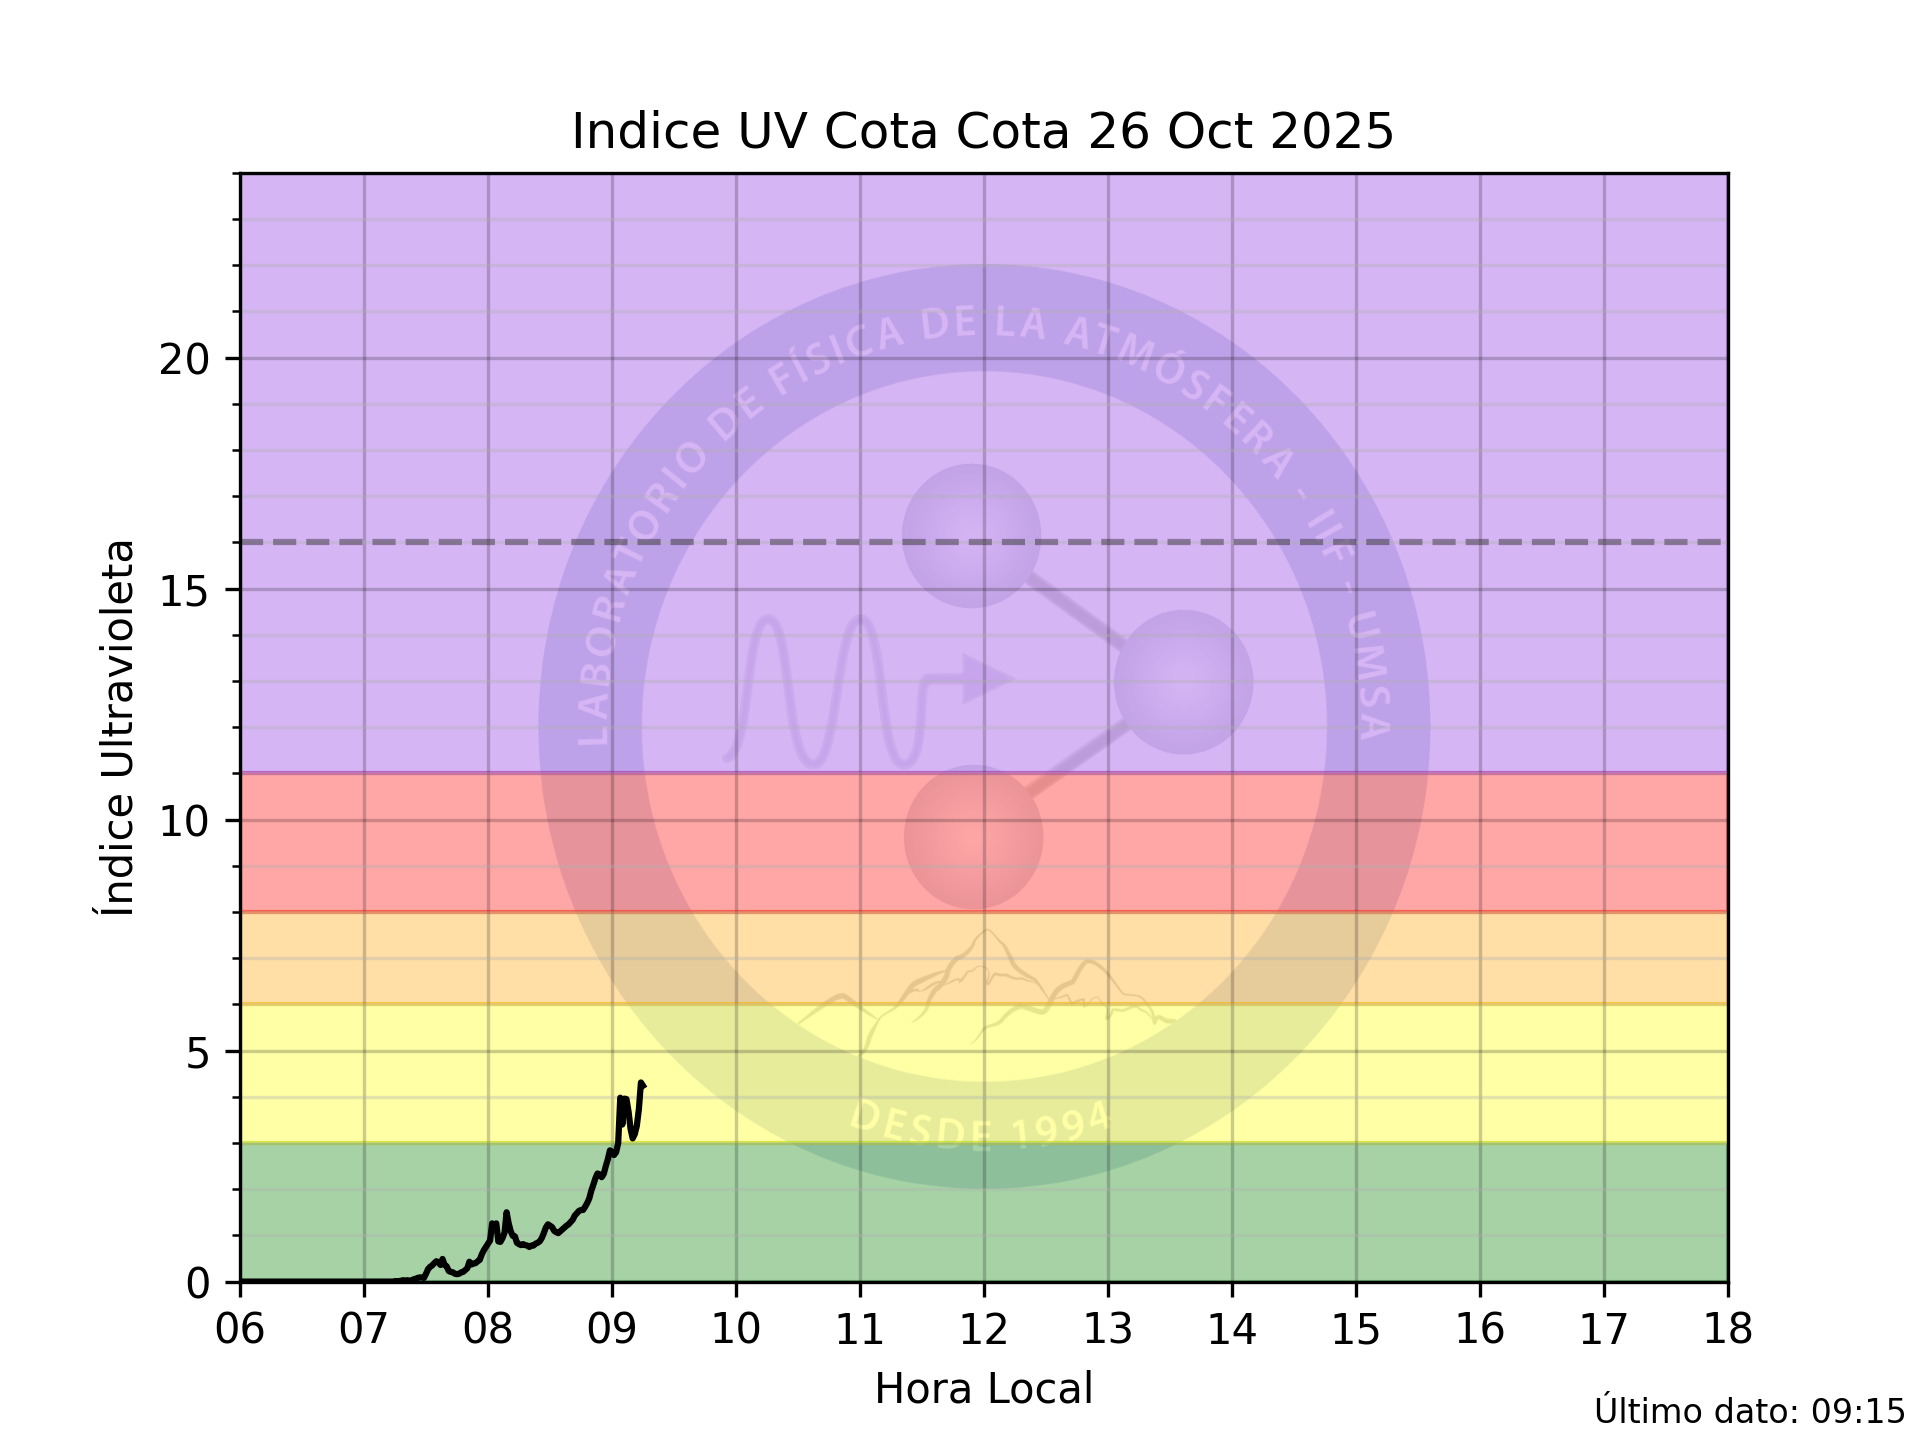 Indice UV Cota Cota 26 Oct 2025
LABORATORIO DE FÍSICA DE LA ATMÓSFERA - IIF - UMSA
DESDE 1994
Índice Ultravioleta
20
15
10
5
0
06 07 08 09 10 11 12 13 14 15 16 17 18
Hora Local
Último dato: 09:15